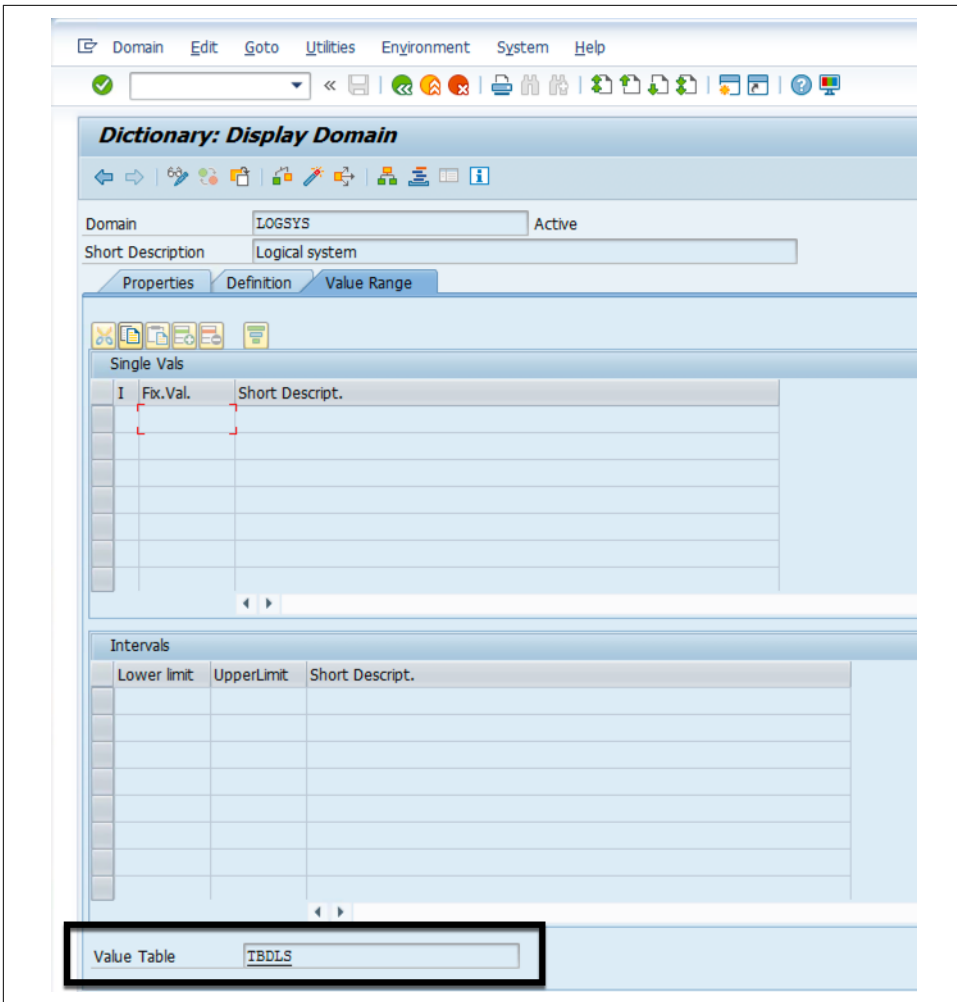 Domain Edit Goto Utilities Environment System Help
Dictionary: Display Domain
Domain LOGSYS Active
Short Description Logical system
Properties Definition Value Range
Single Vals
I Fix.Val. Short Descript.
Intervals
Lower limit UpperLimit Short Descript.
Value Table TBDLS